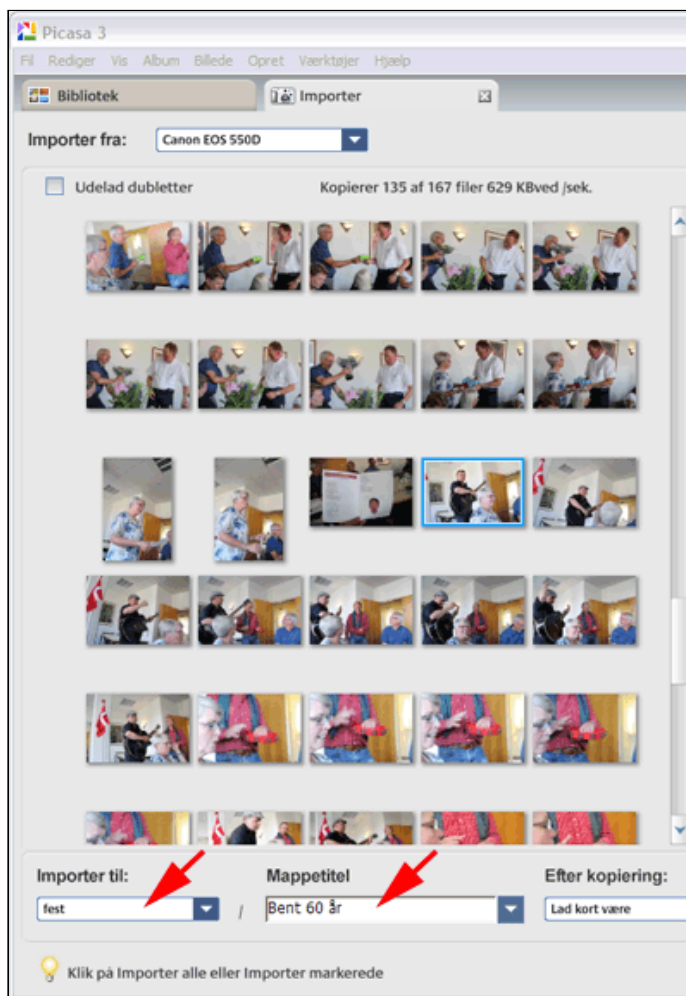 Picasa 3
Fil Rediger Vis Album Billede Opret Værktøjer Hjælp
Bibliotek Importer
Importer fra: Canon EOS 550D
Udelad dubletter Kopierer 135 af 167 filer 629 KBved /sek.
Importer til: Mappetitel Efter kopiering:
fest / Bent 60 år Lad kort være
Klik på Importer alle eller Importer markerede